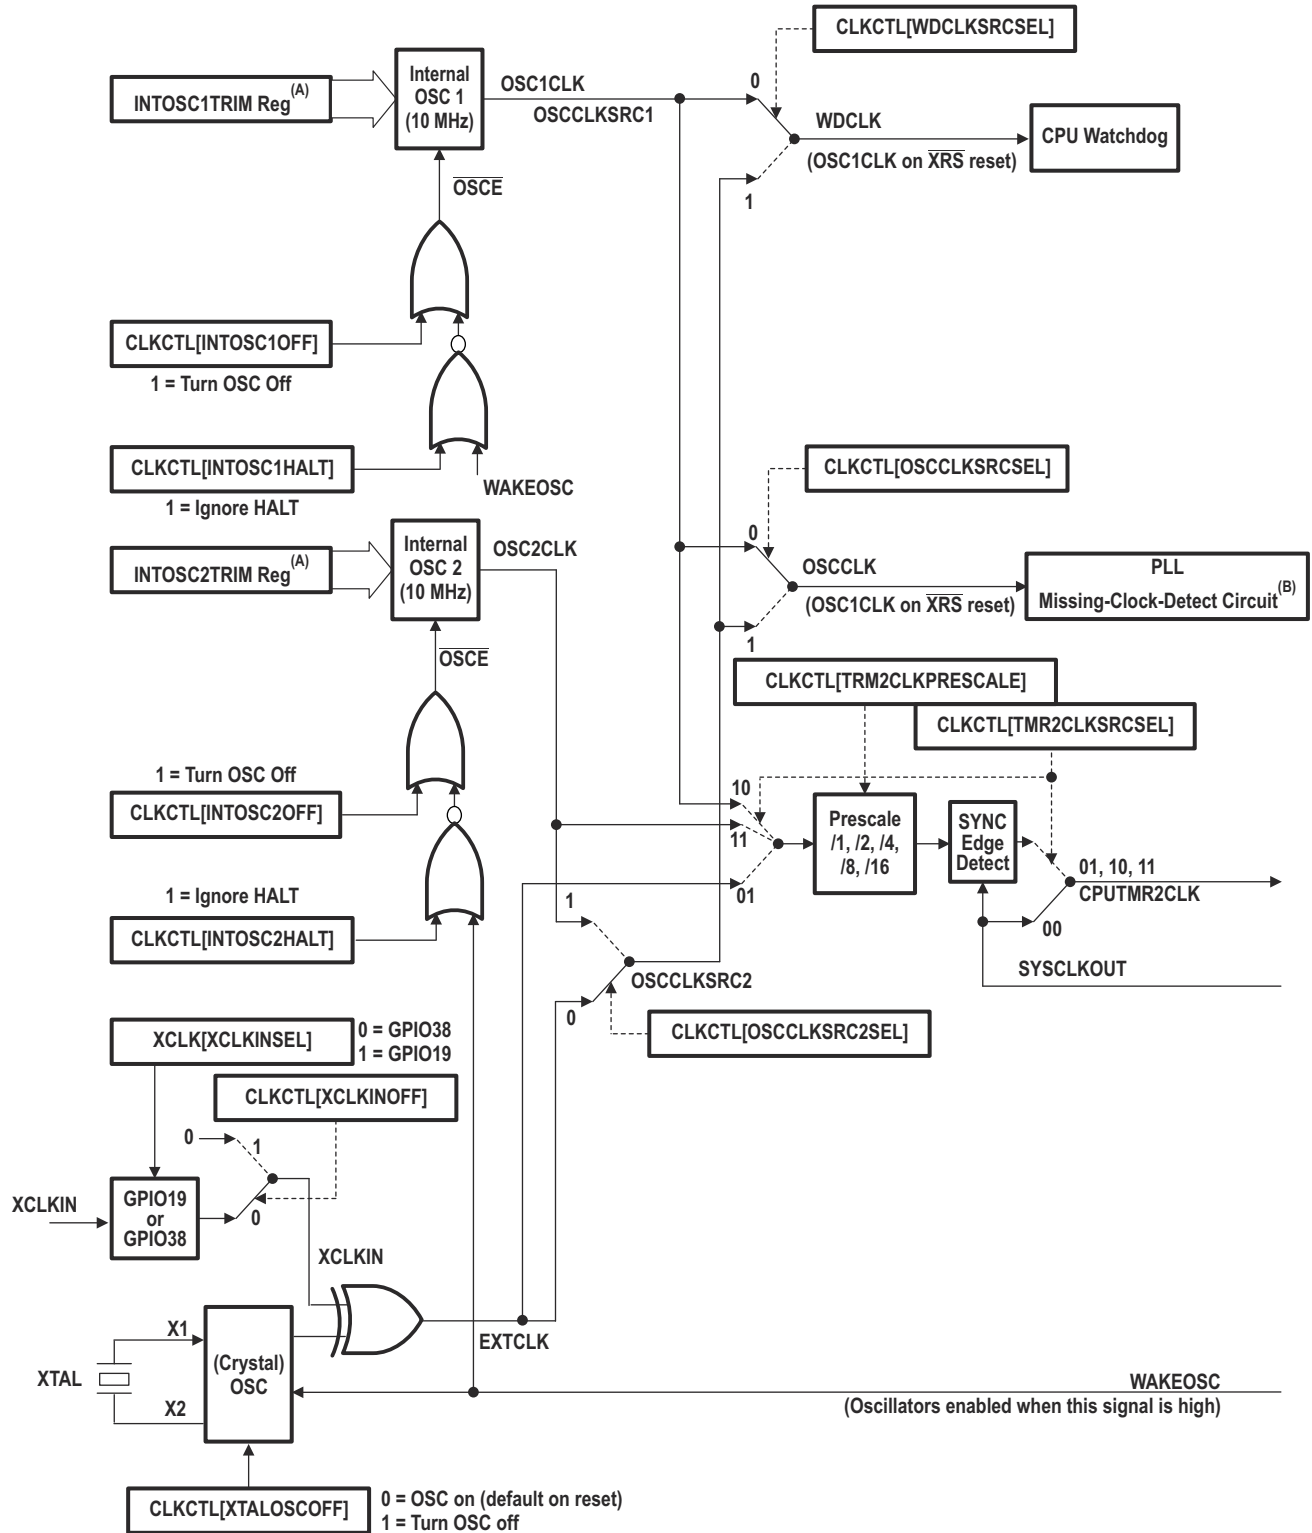 CLKCTL[WDCLKSRCSEL]
Internal
OSC 1
(10 MHz)
INTOSC1TRIM Reg(A)
OSC1CLK
OSCCLKSRC1
0
WDCLK
(OSC1CLK on XRS reset)
CPU Watchdog
1
OSCE
CLKCTL[INTOSC1OFF]
1 = Turn OSC Off
CLKCTL[INTOSC1HALT]
1 = Ignore HALT
WAKEOSC
CLKCTL[OSCCLKSRCSEL]
INTOSC2TRIM Reg(A)
Internal
OSC 2
(10 MHz)
OSC2CLK
0
OSCCLK
(OSC1CLK on XRS reset)
PLL
Missing-Clock-Detect Circuit(B)
1
OSCE
CLKCTL[TRM2CLKPRESCALE]
CLKCTL[TMR2CLKSRCSEL]
1 = Turn OSC Off
CLKCTL[INTOSC2OFF]
10
11
01
Prescale
/1, /2, /4,
/8, /16
SYNC
Edge
Detect
01, 10, 11
CPUTMR2CLK
00
SYSCLKOUT
1 = Ignore HALT
CLKCTL[INTOSC2HALT]
1
OSCCLKSRC2
0
CLKCTL[OSCCLKSRC2SEL]
XCLK[XCLKINSEL]
0 = GPIO38
1 = GPIO19
CLKCTL[XCLKINOFF]
0
1
XCLKIN
GPIO19
or
GPIO38
0
XCLKIN
EXTCLK
XTAL
X1
X2
(Crystal)
OSC
WAKEOSC
(Oscillators enabled when this signal is high)
CLKCTL[XTALOSCOFF]
0 = OSC on (default on reset)
1 = Turn OSC off